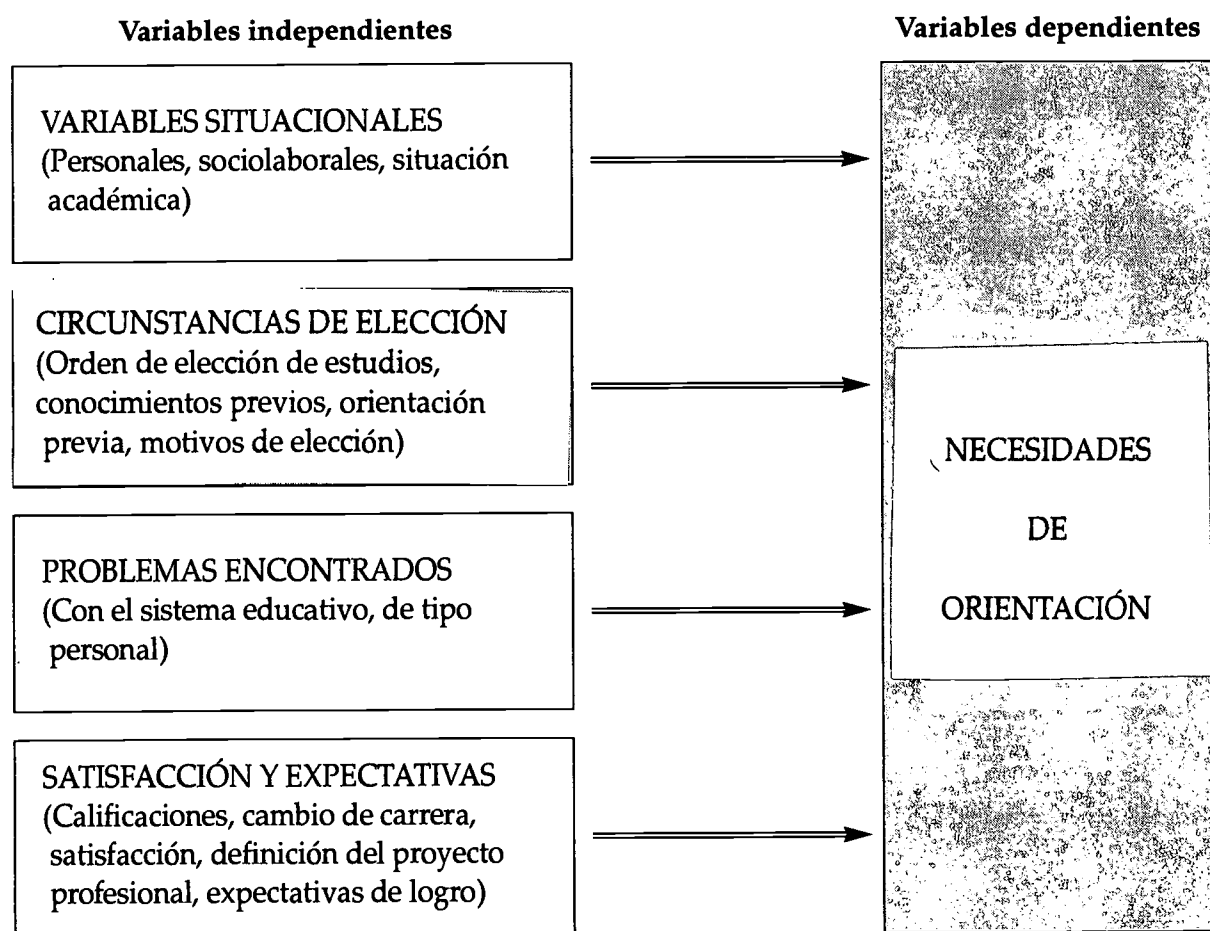 Variables independientes
Variables dependientes
VARIABLES SITUACIONALES
(Personales, sociolaborales, situación
académica)
CIRCUNSTANCIAS DE ELECCIÓN
(Orden de elección de estudios,
conocimientos previos, orientación
previa, motivos de elección)
PROBLEMAS ENCONTRADOS
(Con el sistema educativo, de tipo
personal)
SATISFACCIÓN Y EXPECTATIVAS
(Calificaciones, cambio de carrera,
satisfacción, definición del proyecto
profesional, expectativas de logro)
NECESIDADES
DE
ORIENTACIÓN